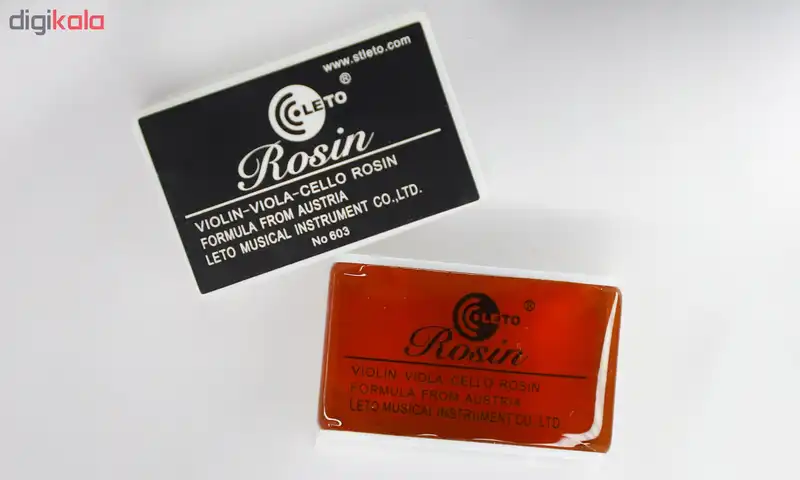 digikala
www.stleto.com
LETO®
Rosin
VIOLIN-VIOLA-CELLO ROSIN
FORMULA FROM AUSTRIA
LETO MUSICAL INSTRUMENT CO.,LTD.
No 603
LETO®
Rosin
VIOLIN-VIOLA-CELLO ROSIN
FORMULA FROM AUSTRIA
LETO MUSICAL INSTRUMENT CO.,LTD